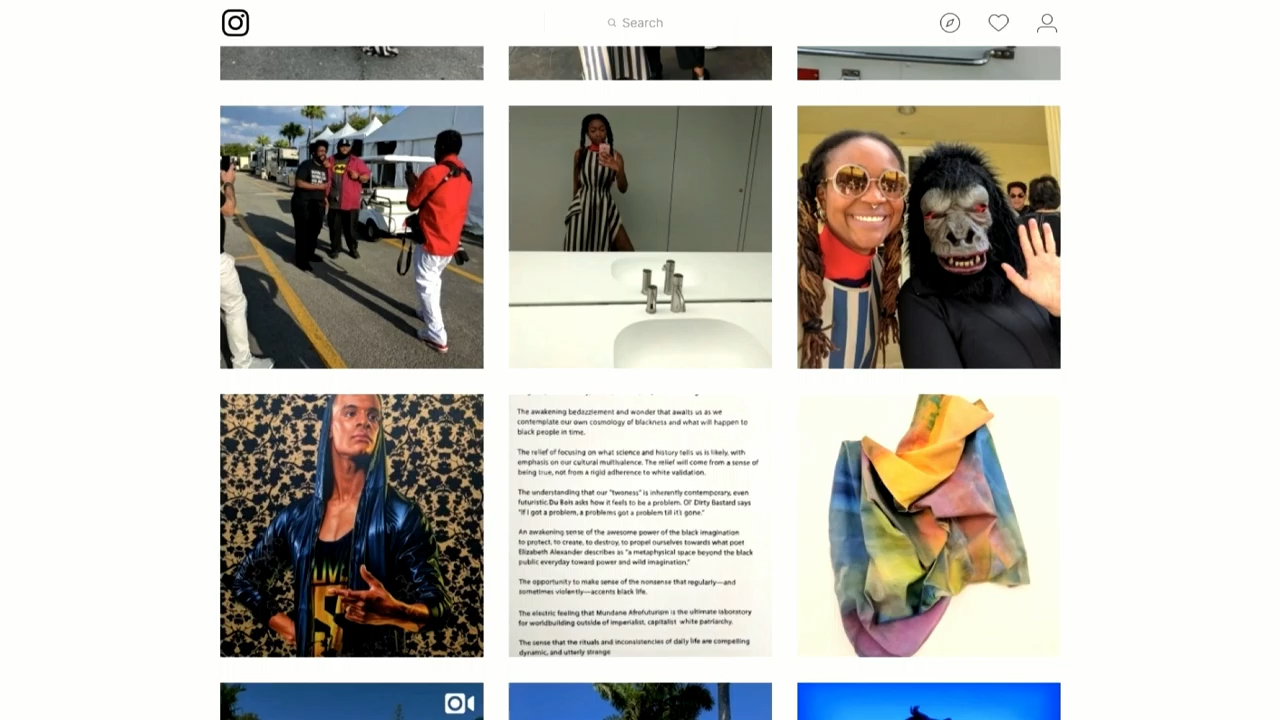 Search
The awakening bedazzlement and wonder that awaits us as we
contemplate our own cosmology of blackness and what will happen to
black people in time.
The relief of focusing on what science and history tells us is likely, with
emphasis on our cultural multivalence. The relief will come from a sense of
being true, not from a rigid adherence to white validation.
The understanding that our "twoness" is inherently contemporary, even
futuristic. Du Bois asks how it feels to be a problem. Ol' Dirty Bastard says
"If I got a problem, a problems got a problem till it's gone."
An awakening sense of the awesome power of the black imagination
to protect, to create, to destroy, to propel ourselves towards what poet
Elizabeth Alexander describes as "a metaphysical space beyond the black
public everyday toward power and wild imagination."
The opportunity to make sense of the nonsense that regularly—and
sometimes violently—accents black life.
The electric feeling that Mundane Afrofuturism is the ultimate laboratory
for worldbuilding outside of imperialist, capitalist white patriarchy.
The sense that the rituals and inconsistencies of daily life are compelling
dynamic, and utterly strange